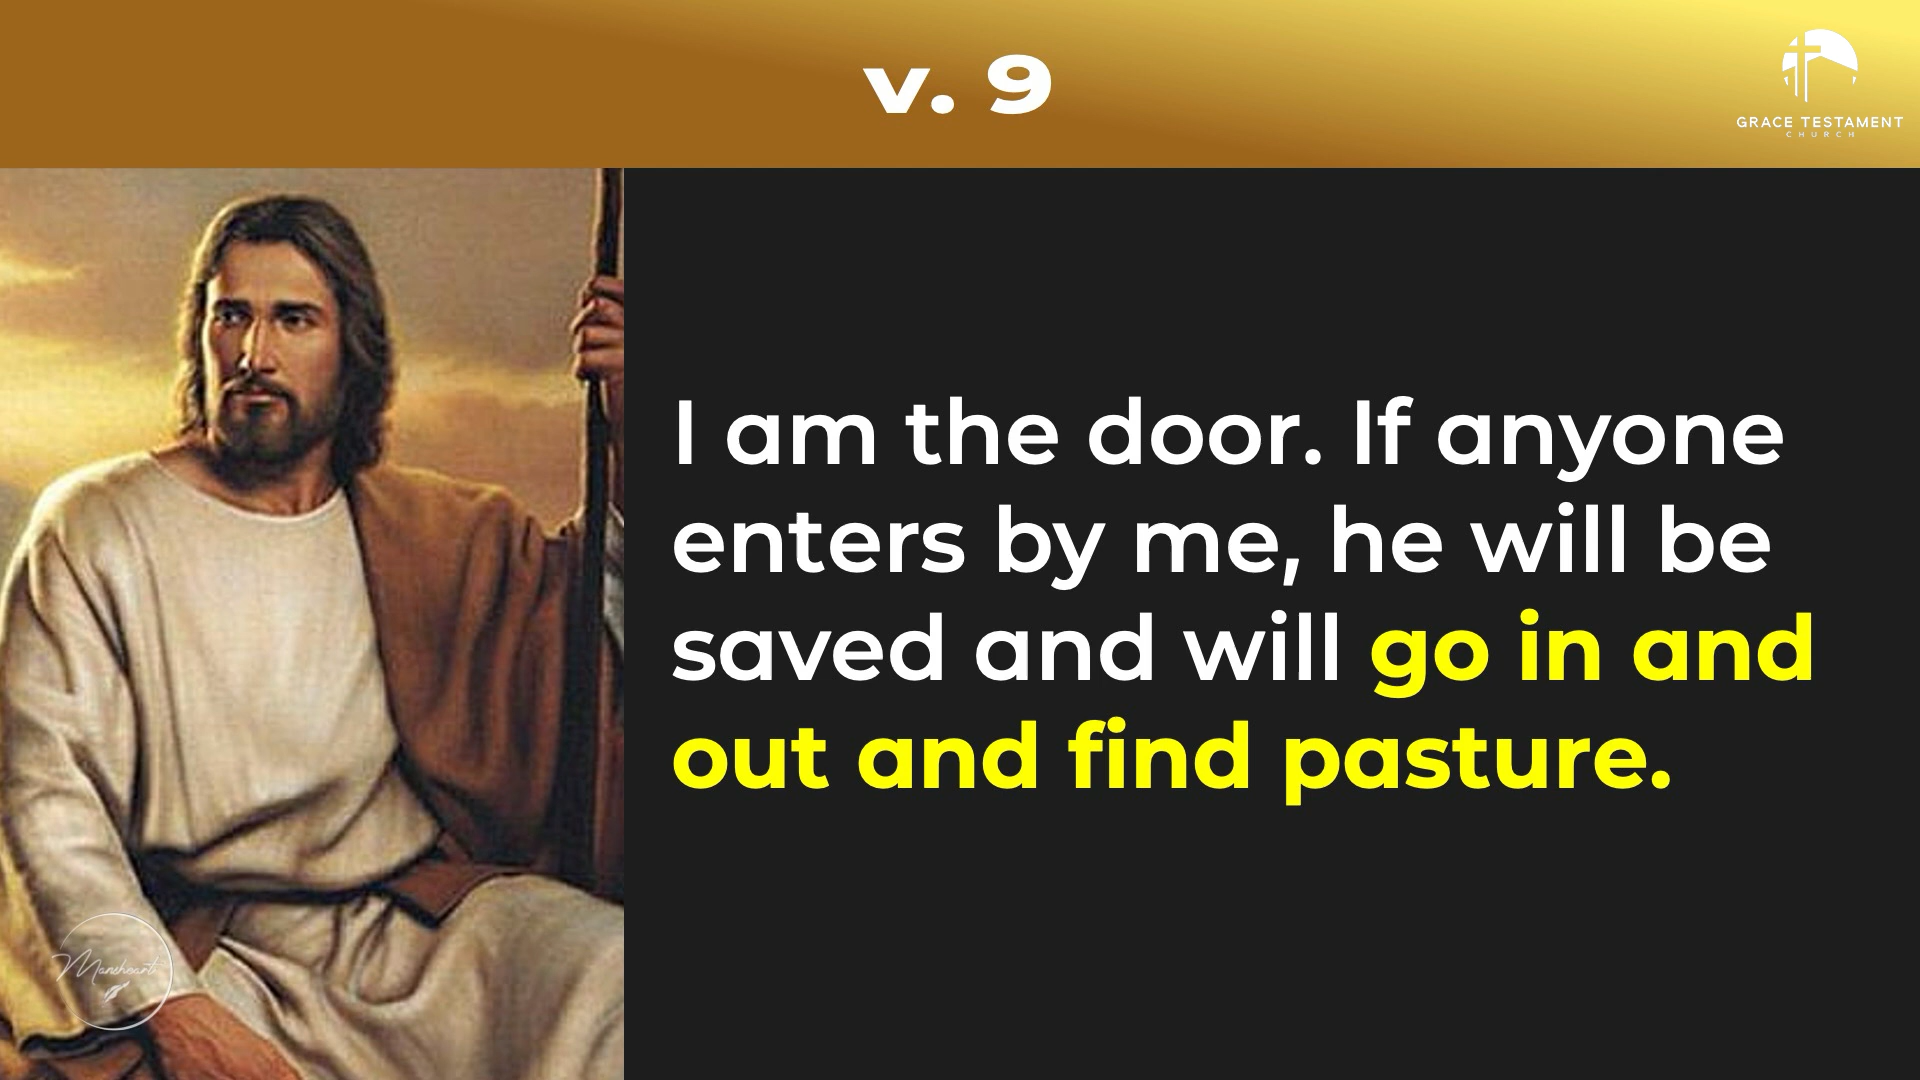 v. 9
GRACE TESTAMENT
CHURCH
I am the door. If anyone
enters by me, he will be
saved and will go in and
out and find pasture.